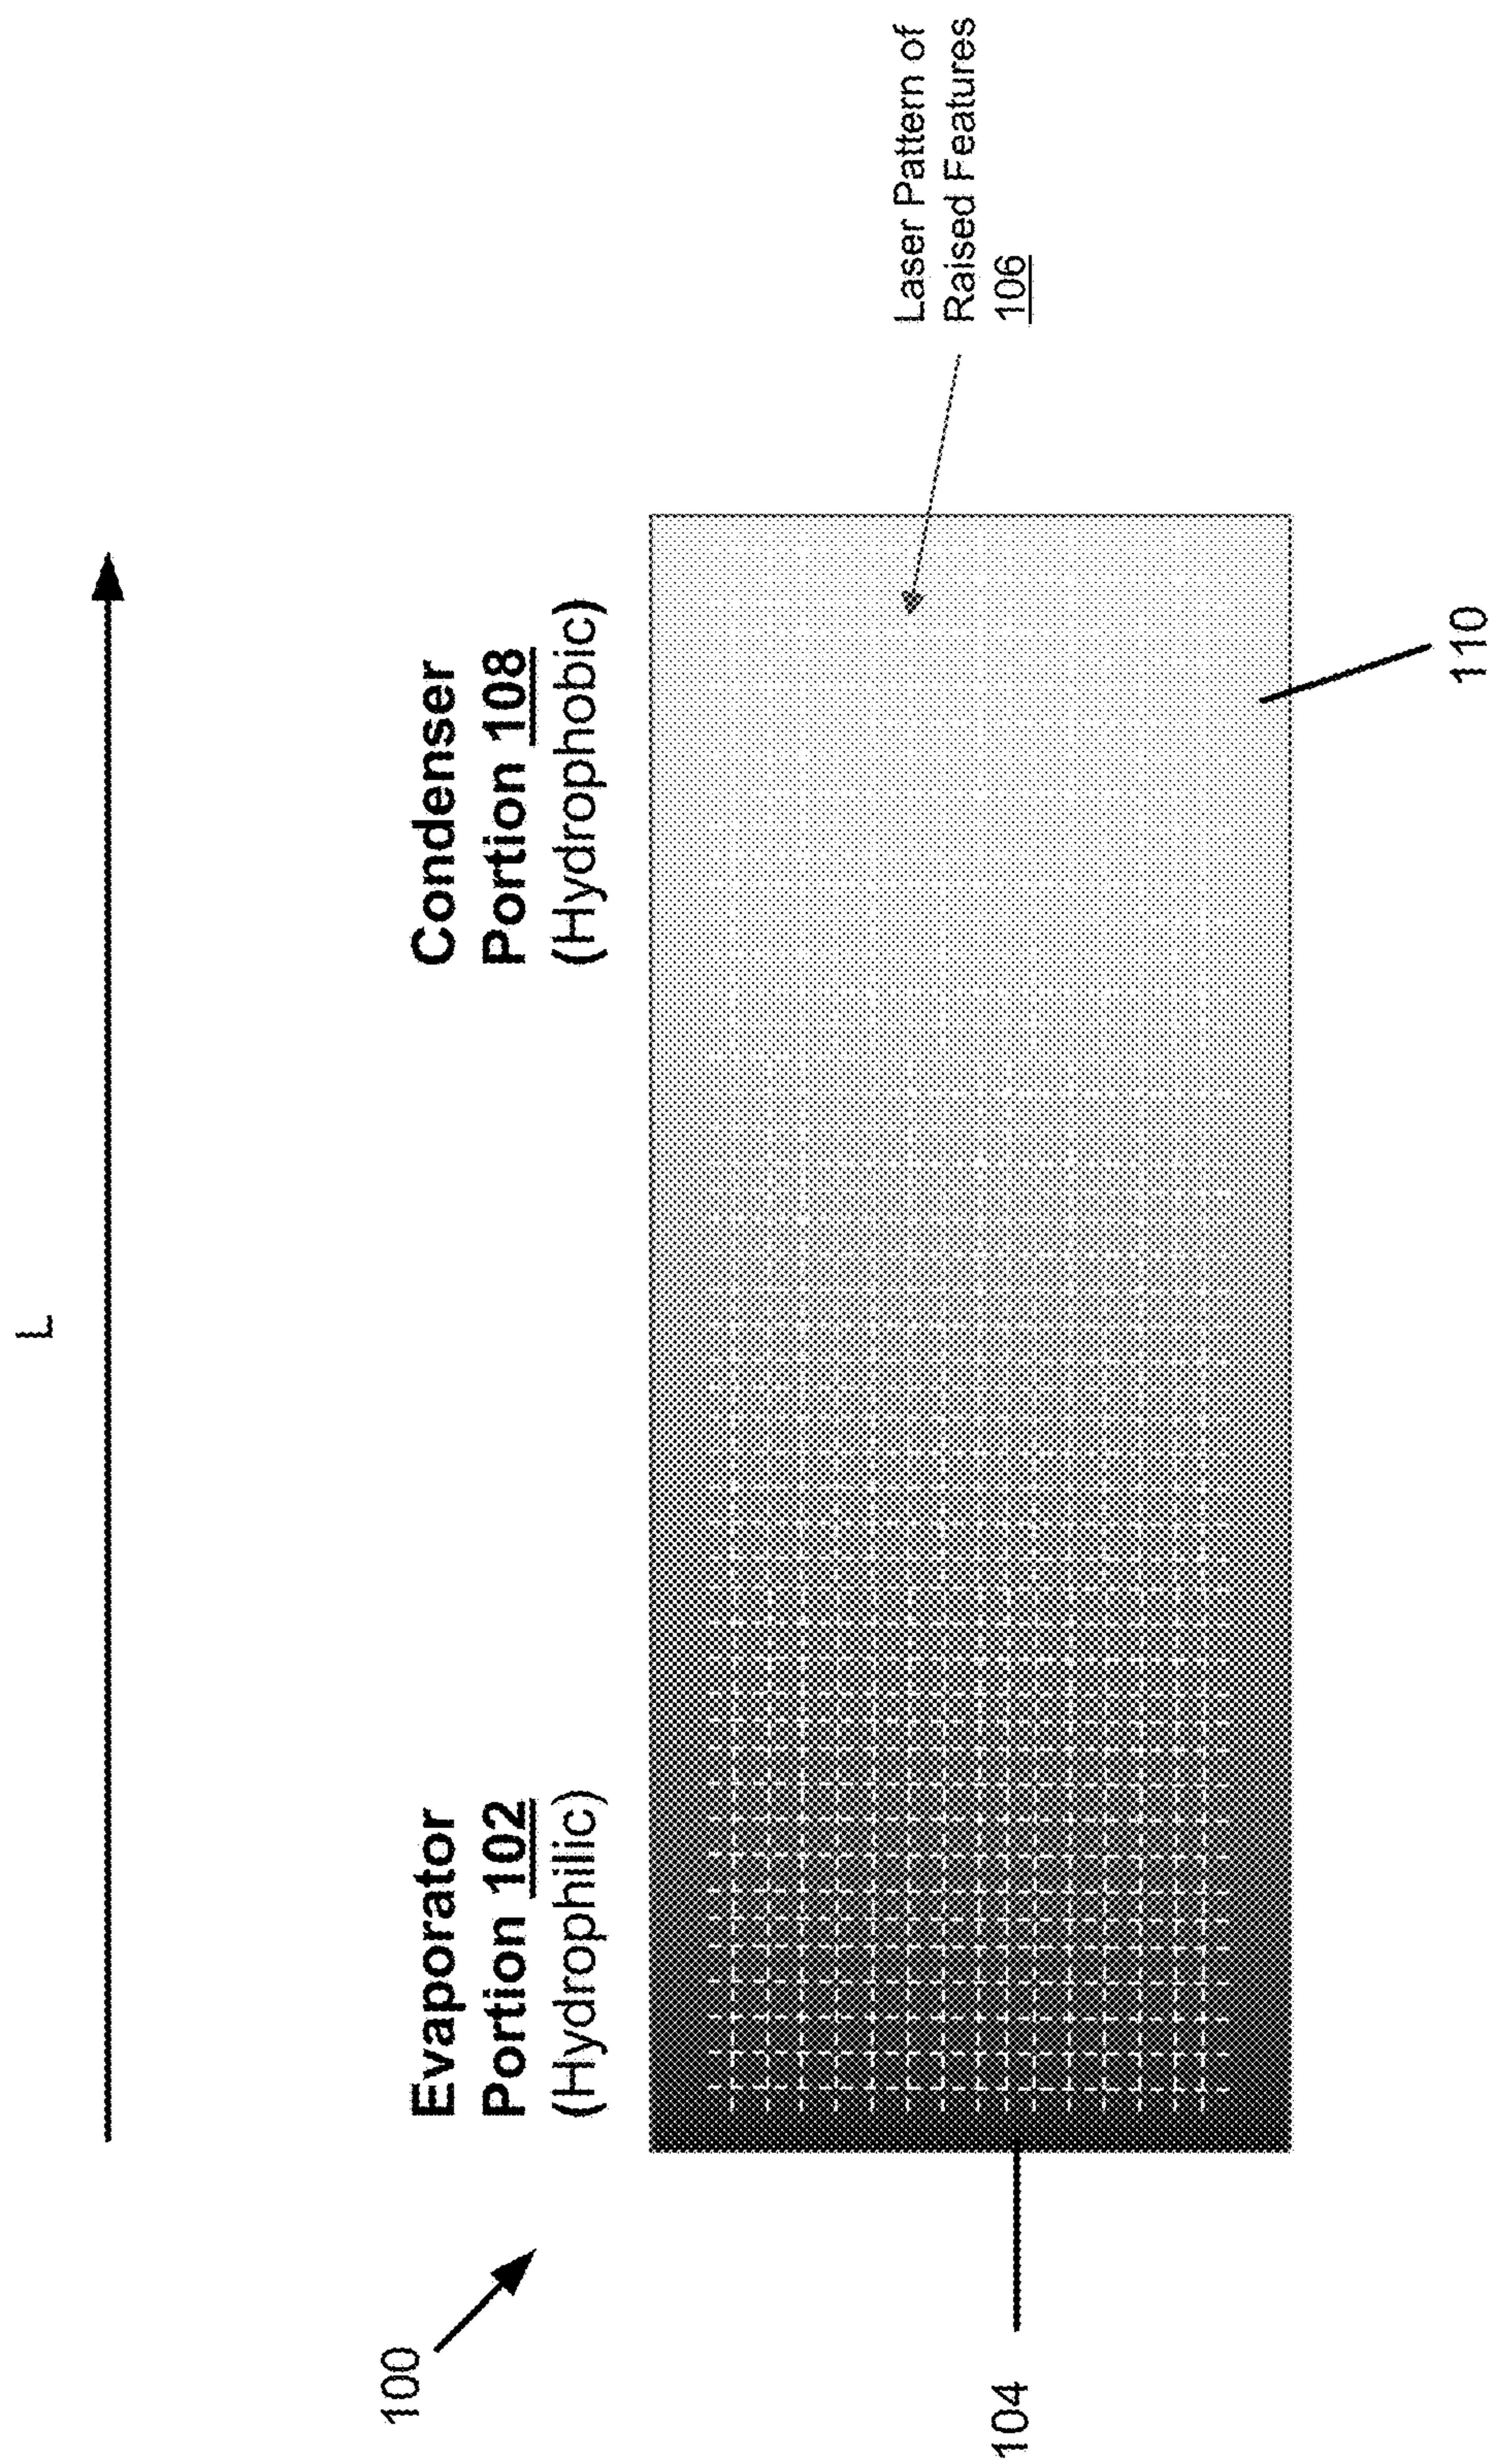 L
Evaporator
Portion 102
(Hydrophilic)
Condenser
Portion 108
(Hydrophobic)
100
104
Laser Pattern of
Raised Features
106
110